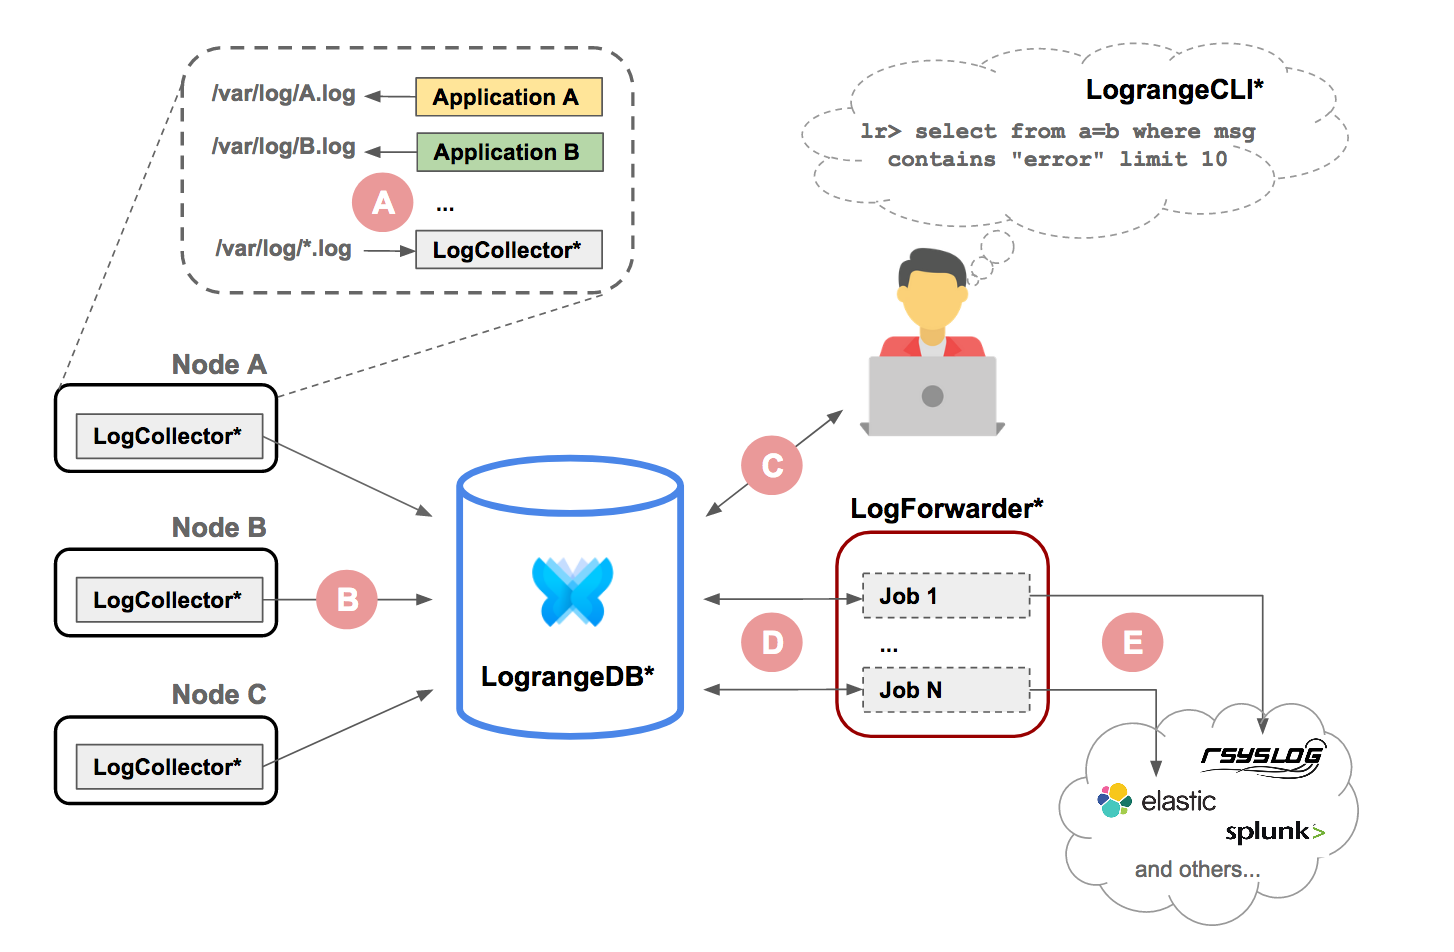 /var/log/A.log
Application A
/var/log/B.log
Application B
A
...
/var/log/*.log
LogCollector*
LograngeCLI*
lr> select from a=b where msg
contains "error" limit 10
Node A
LogCollector*
Node B
LogCollector*
B
Node C
LogCollector*
LograngeDB*
C
LogForwarder*
Job 1
...
Job N
D
E
rsyslog
elastic
splunk>
and others...